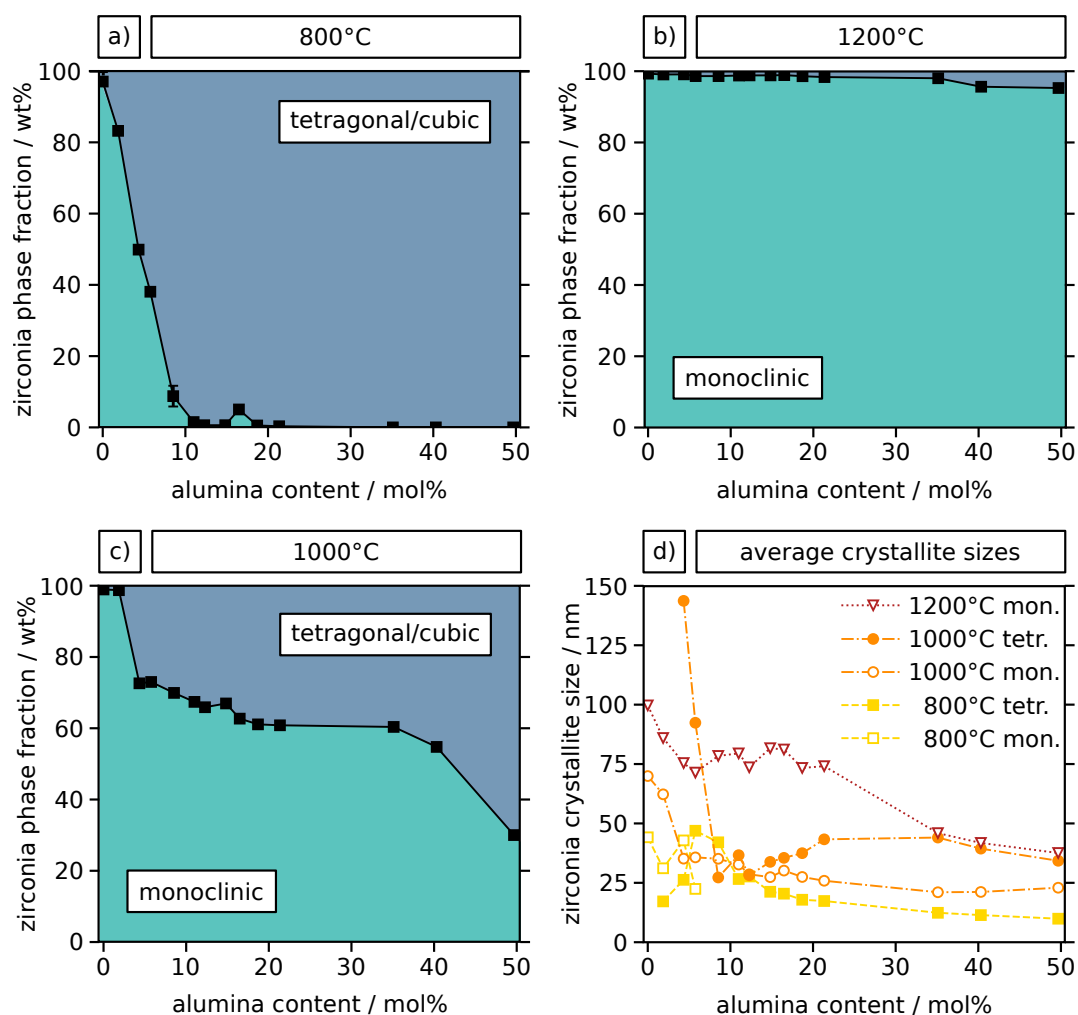 a)
800°C
zirconia phase fraction / wt%
100
80
60
40
20
0
tetragonal/cubic
0
10
20
30
40
50
alumina content / mol%
b)
1200°C
zirconia phase fraction / wt%
100
80
60
40
20
0
monoclinic
0
10
20
30
40
50
alumina content / mol%
c)
1000°C
zirconia phase fraction / wt%
100
80
60
40
20
0
tetragonal/cubic
monoclinic
0
10
20
30
40
50
alumina content / mol%
d)
average crystallite sizes
zirconia crystallite size / nm
150
125
100
75
50
25
0
1200°C mon.
1000°C tetr.
1000°C mon.
800°C tetr.
800°C mon.
0
10
20
30
40
50
alumina content / mol%